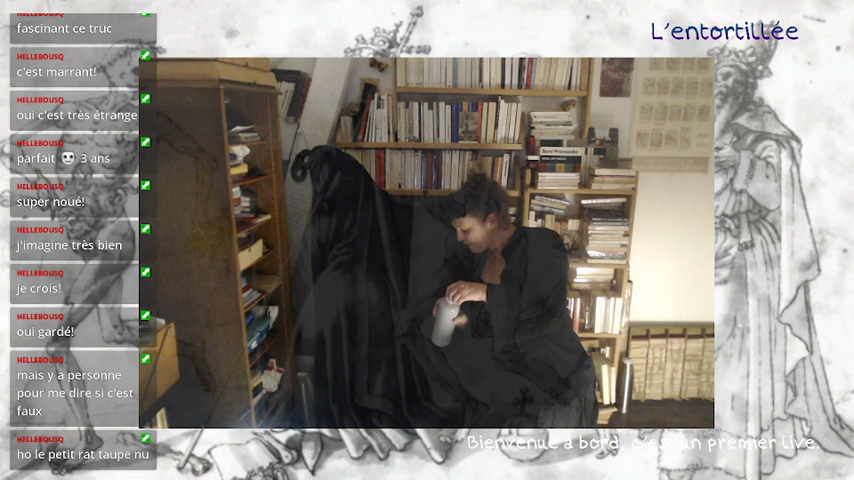 HELLEBOUSQ
fascinant ce truc
HELLEBOUSQ
c'est marrant!
HELLEBOUSQ
oui c'est très étrange
HELLEBOUSQ
parfait 3 ans
HELLEBOUSQ
super noué!
HELLEBOUSQ
j'imagine très bien
HELLEBOUSQ
je crois!
HELLEBOUSQ
oui gardé!
HELLEBOUSQ
mais y a personne
pour me dire si c'est
faux
HELLEBOUSQ
ho le petit rat taupe nu
L'entortillée
Bienvenue à bord, c'est un premier live.